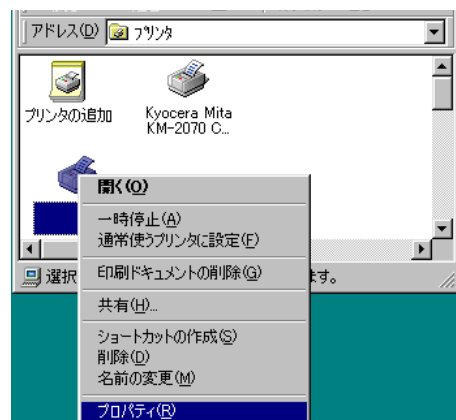 アドレス(D) プリンタ
プリンタの追加
Kyocera Mita
KM-2070 C...
開く(O)
一時停止(A)
通常使うプリンタに設定(F)
印刷ドキュメントの削除(G)
共有(H)...
ショートカットの作成(S)
削除(D)
名前の変更(M)
プロパティ(R)
選択
ます。